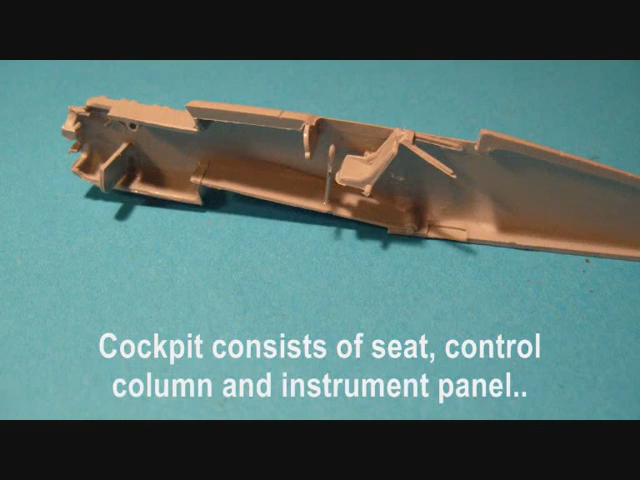 Cockpit consists of seat, control
column and instrument panel..